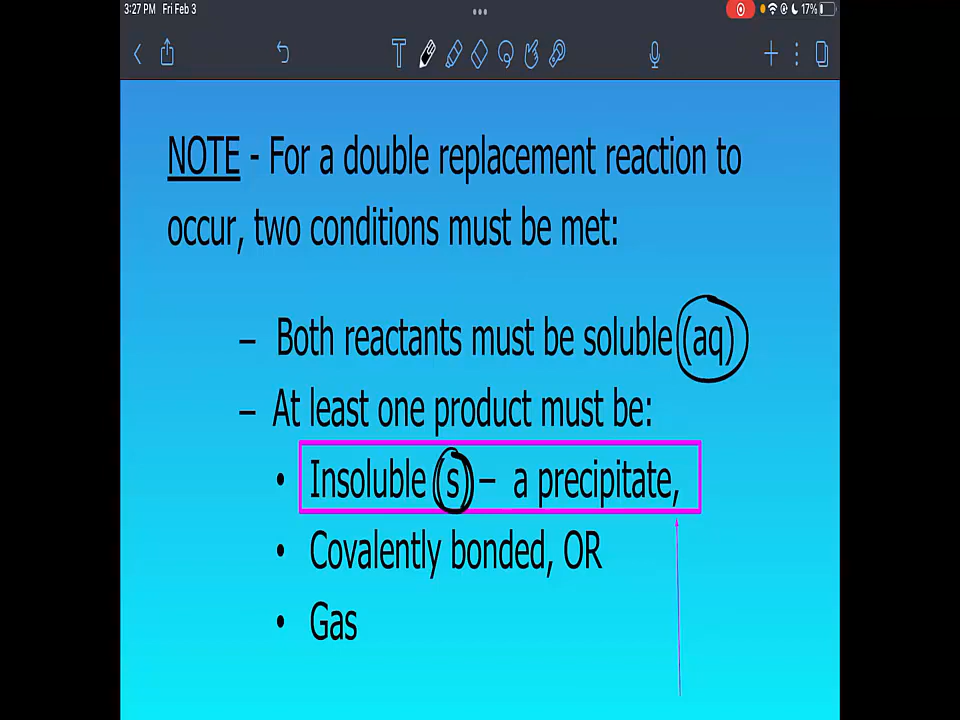 3:27 PM Fri Feb 3
17%
NOTE - For a double replacement reaction to
occur, two conditions must be met:
– Both reactants must be soluble (aq)
– At least one product must be:
• Insoluble (s) – a precipitate,
• Covalently bonded, OR
• Gas